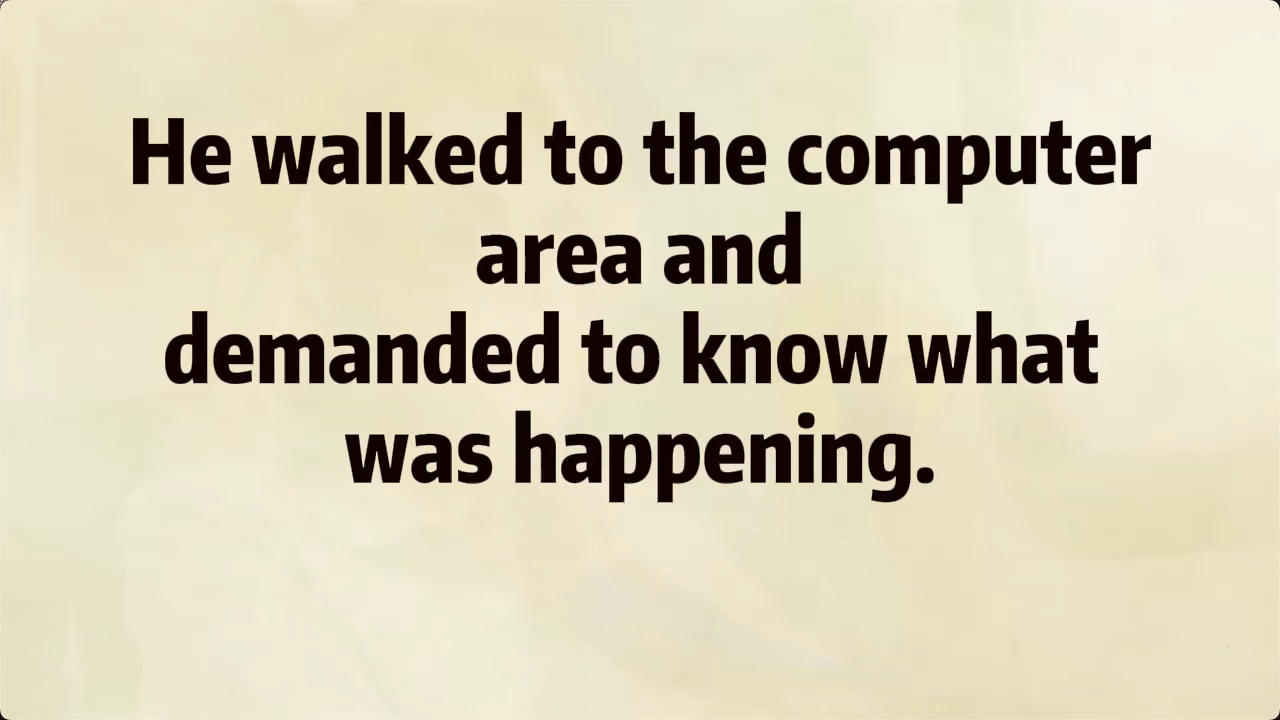 He walked to the computer
area and
demanded to know what
was happening.